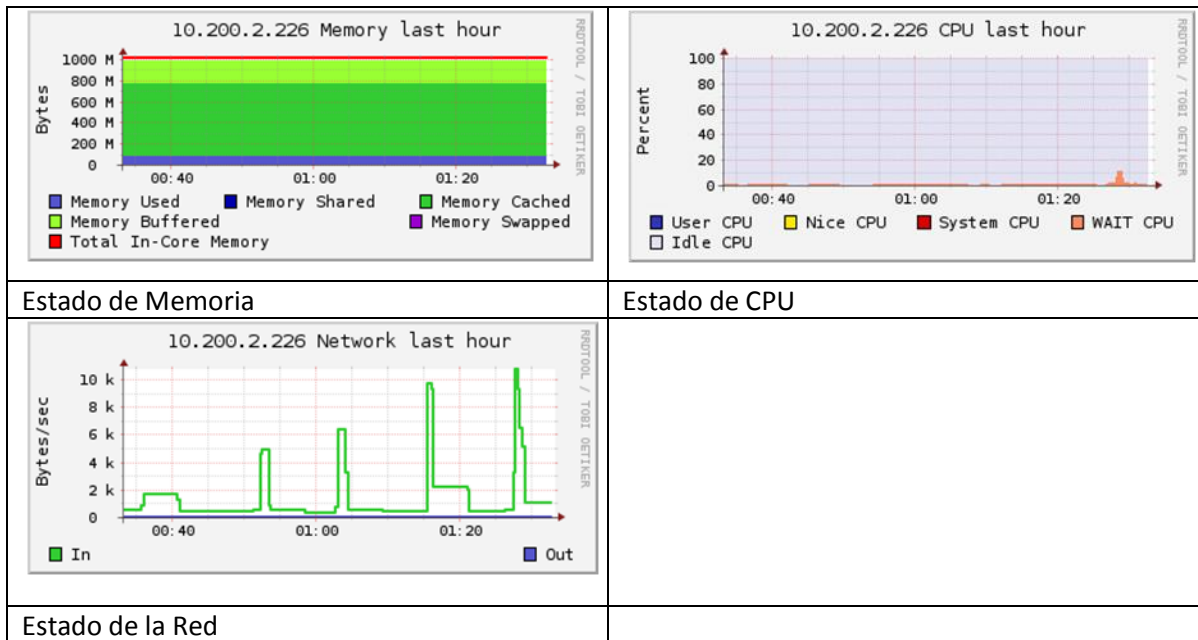 10.200.2.226 Memory last hour
RRDTOOL / TOBI OETIKER
Bytes
1000 M
800 M
600 M
400 M
200 M
0
00:40 01:00 01:20
Memory Used Memory Shared Memory Cached
Memory Buffered Memory Swapped
Total In-Core Memory
10.200.2.226 CPU last hour
RRDTOOL / TOBI OETIKER
Percent
100
80
60
40
20
0
00:40 01:00 01:20
User CPU Nice CPU System CPU WAIT CPU
Idle CPU
Estado de Memoria
Estado de CPU
10.200.2.226 Network last hour
RRDTOOL / TOBI OETIKER
Bytes/sec
10 k
8 k
6 k
4 k
2 k
0
00:40 01:00 01:20
In Out
Estado de la Red